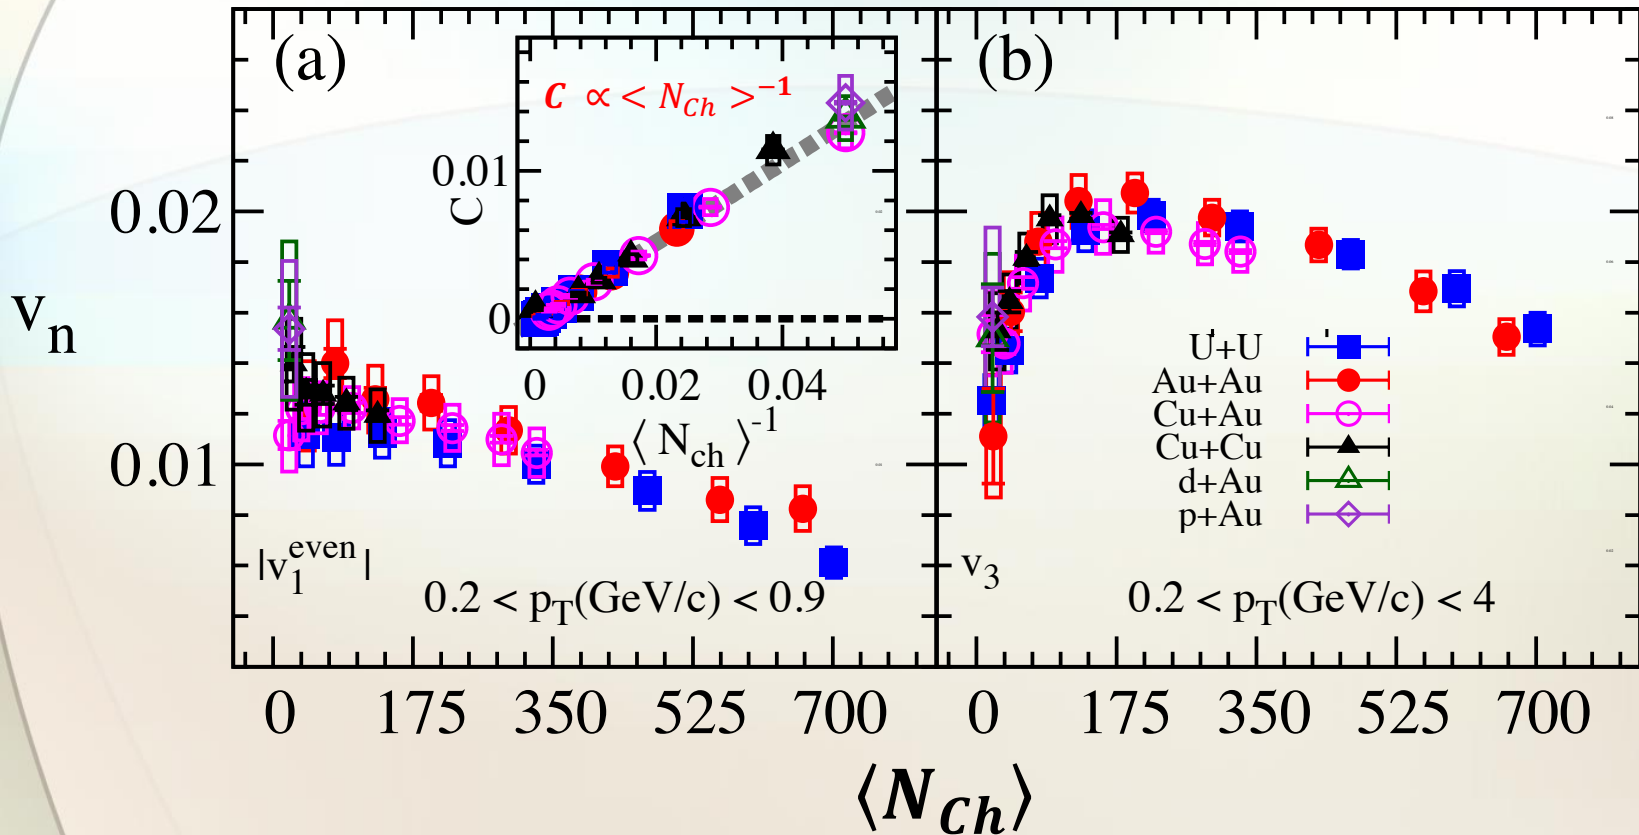 (a)
C ∝ < N_Ch >^-1
0.01
0
C
0 0.02 0.04
⟨ N_ch ⟩^-1
0.02
0.01
v_n
|v_1^even|
0.2 < p_T(GeV/c) < 0.9
0 175 350 525 700
(b)
U+U
Au+Au
Cu+Au
Cu+Cu
d+Au
p+Au
v_3
0.2 < p_T(GeV/c) < 4
0 175 350 525 700
⟨N_Ch⟩